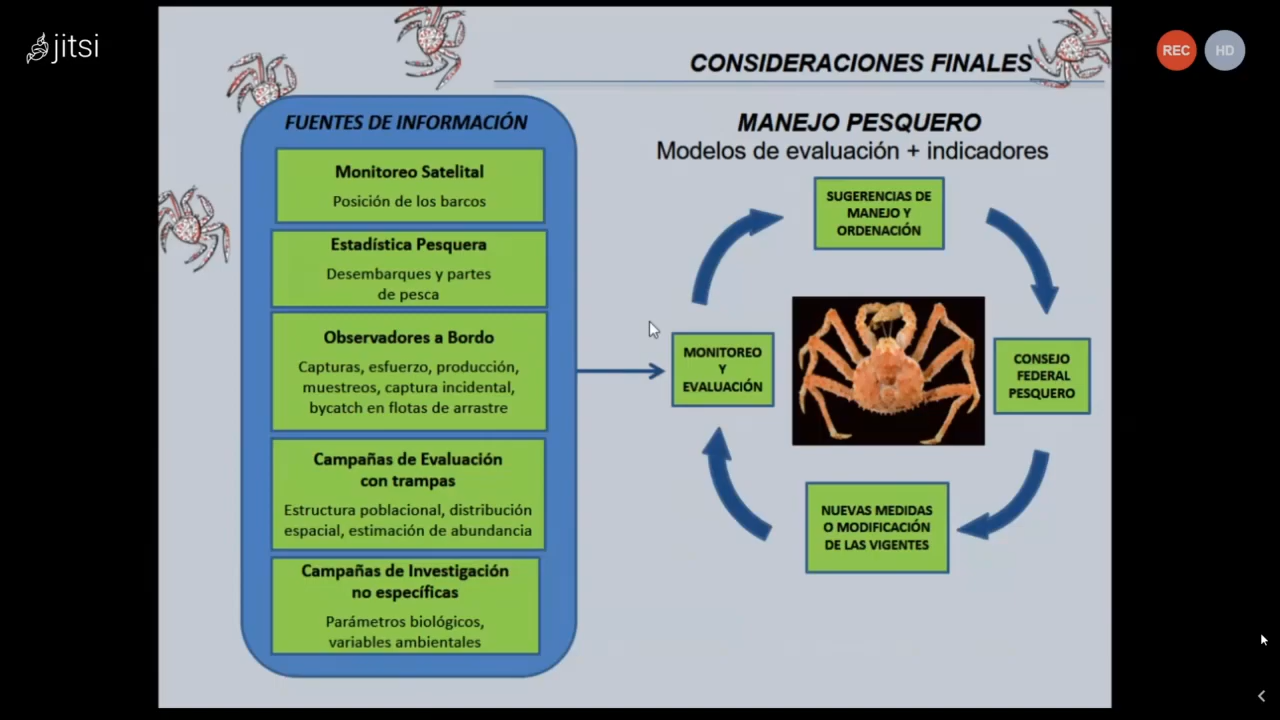 jitsi
REC
HD
CONSIDERACIONES FINALES
FUENTES DE INFORMACIÓN
Monitoreo Satelital
Posición de los barcos
Estadística Pesquera
Desembarques y partes
de pesca
Observadores a Bordo
Capturas, esfuerzo, producción,
muestreos, captura incidental,
bycatch en flotas de arrastre
Campañas de Evaluación
con trampas
Estructura poblacional, distribución
espacial, estimación de abundancia
Campañas de Investigación
no específicas
Parámetros biológicos,
variables ambientales
MANEJO PESQUERO
Modelos de evaluación + indicadores
SUGERENCIAS DE
MANEJO Y
ORDENACIÓN
MONITOREO
Y
EVALUACIÓN
CONSEJO
FEDERAL
PESQUERO
NUEVAS MEDIDAS
O MODIFICACIÓN
DE LAS VIGENTES